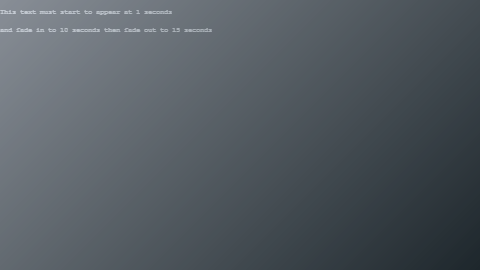 This text must start to appear at 1 seconds
and fade in to 10 seconds then fade out to 15 seconds